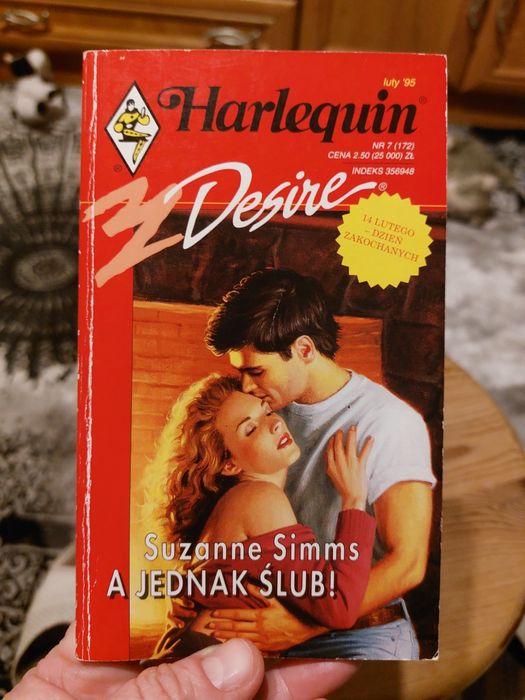 luty '95
Harlequin®
NR 7 (172)
CENA 2.50 (25 000) ZŁ
INDEKS 356948
®
Desire®
14 LUTEGO
– DZIEŃ
ZAKOCHANYCH
Suzanne Simms
A JEDNAK ŚLUB!